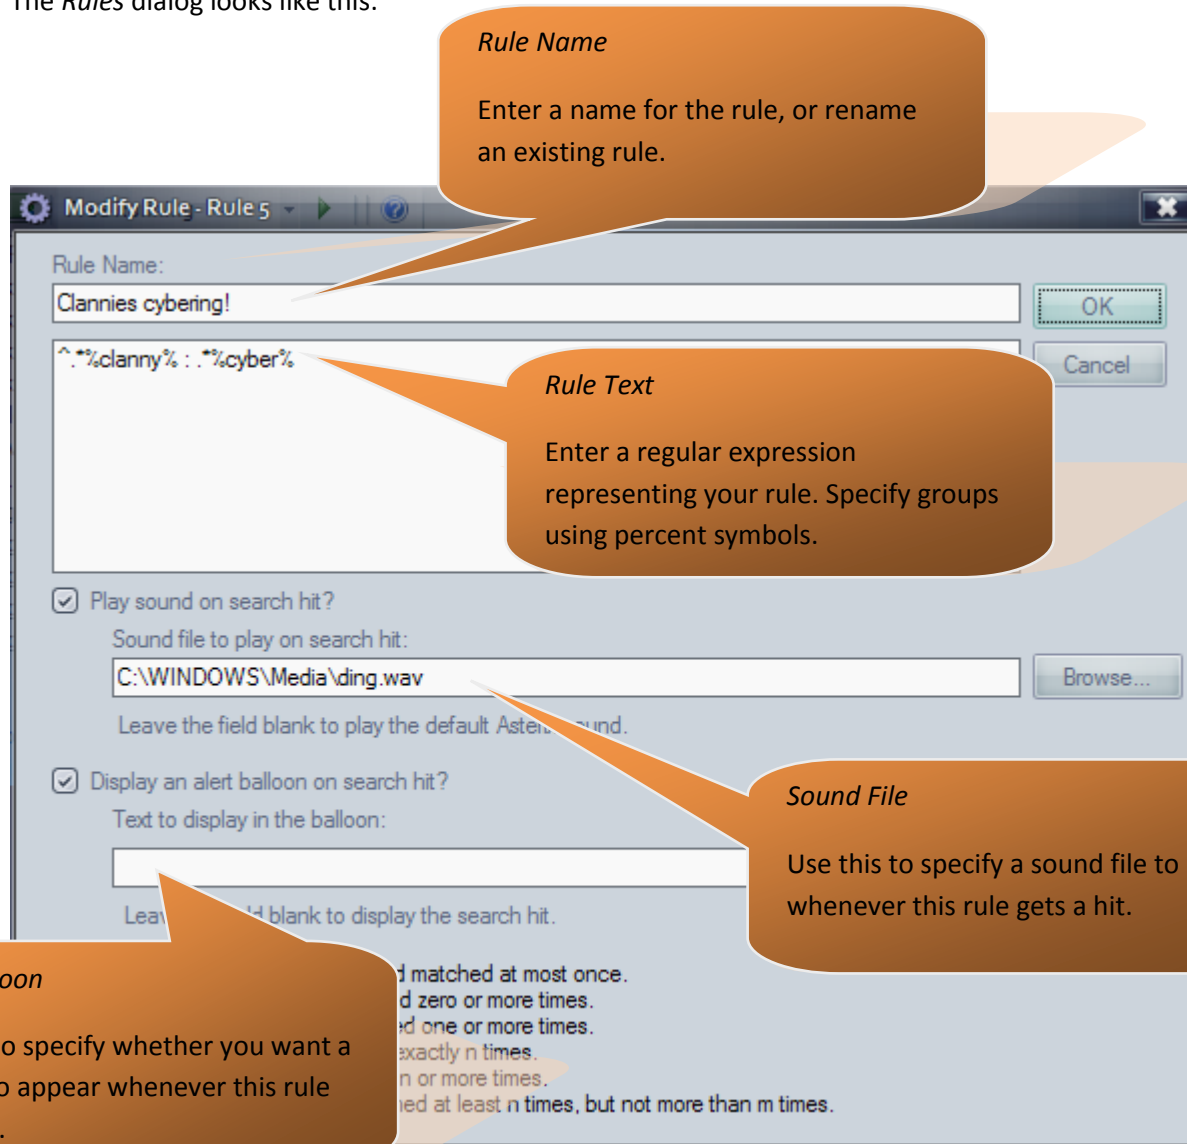 The Rules dialog looks like this:
Rule Name
Enter a name for the rule, or rename
an existing rule.
Modify Rule - Rule 5
Rule Name:
Clannies cybering!
OK
^.*%clanny% : .*%cyber%
Cancel
Rule Text
Enter a regular expression
representing your rule. Specify groups
using percent symbols.
Play sound on search hit?
Sound file to play on search hit:
C:\WINDOWS\Media\ding.wav
Browse...
Leave the field blank to play the default
Display an alert balloon on search hit?
Text to display in the balloon:
Sound File
Use this to specify a sound file to
whenever this rule gets a hit.
blank to display the search hit.
matched at most once.
zero or more times.
one or more times.
exactly n times.
n or more times.
at least n times, but not more than m times.
specify whether you want a
appear whenever this rule